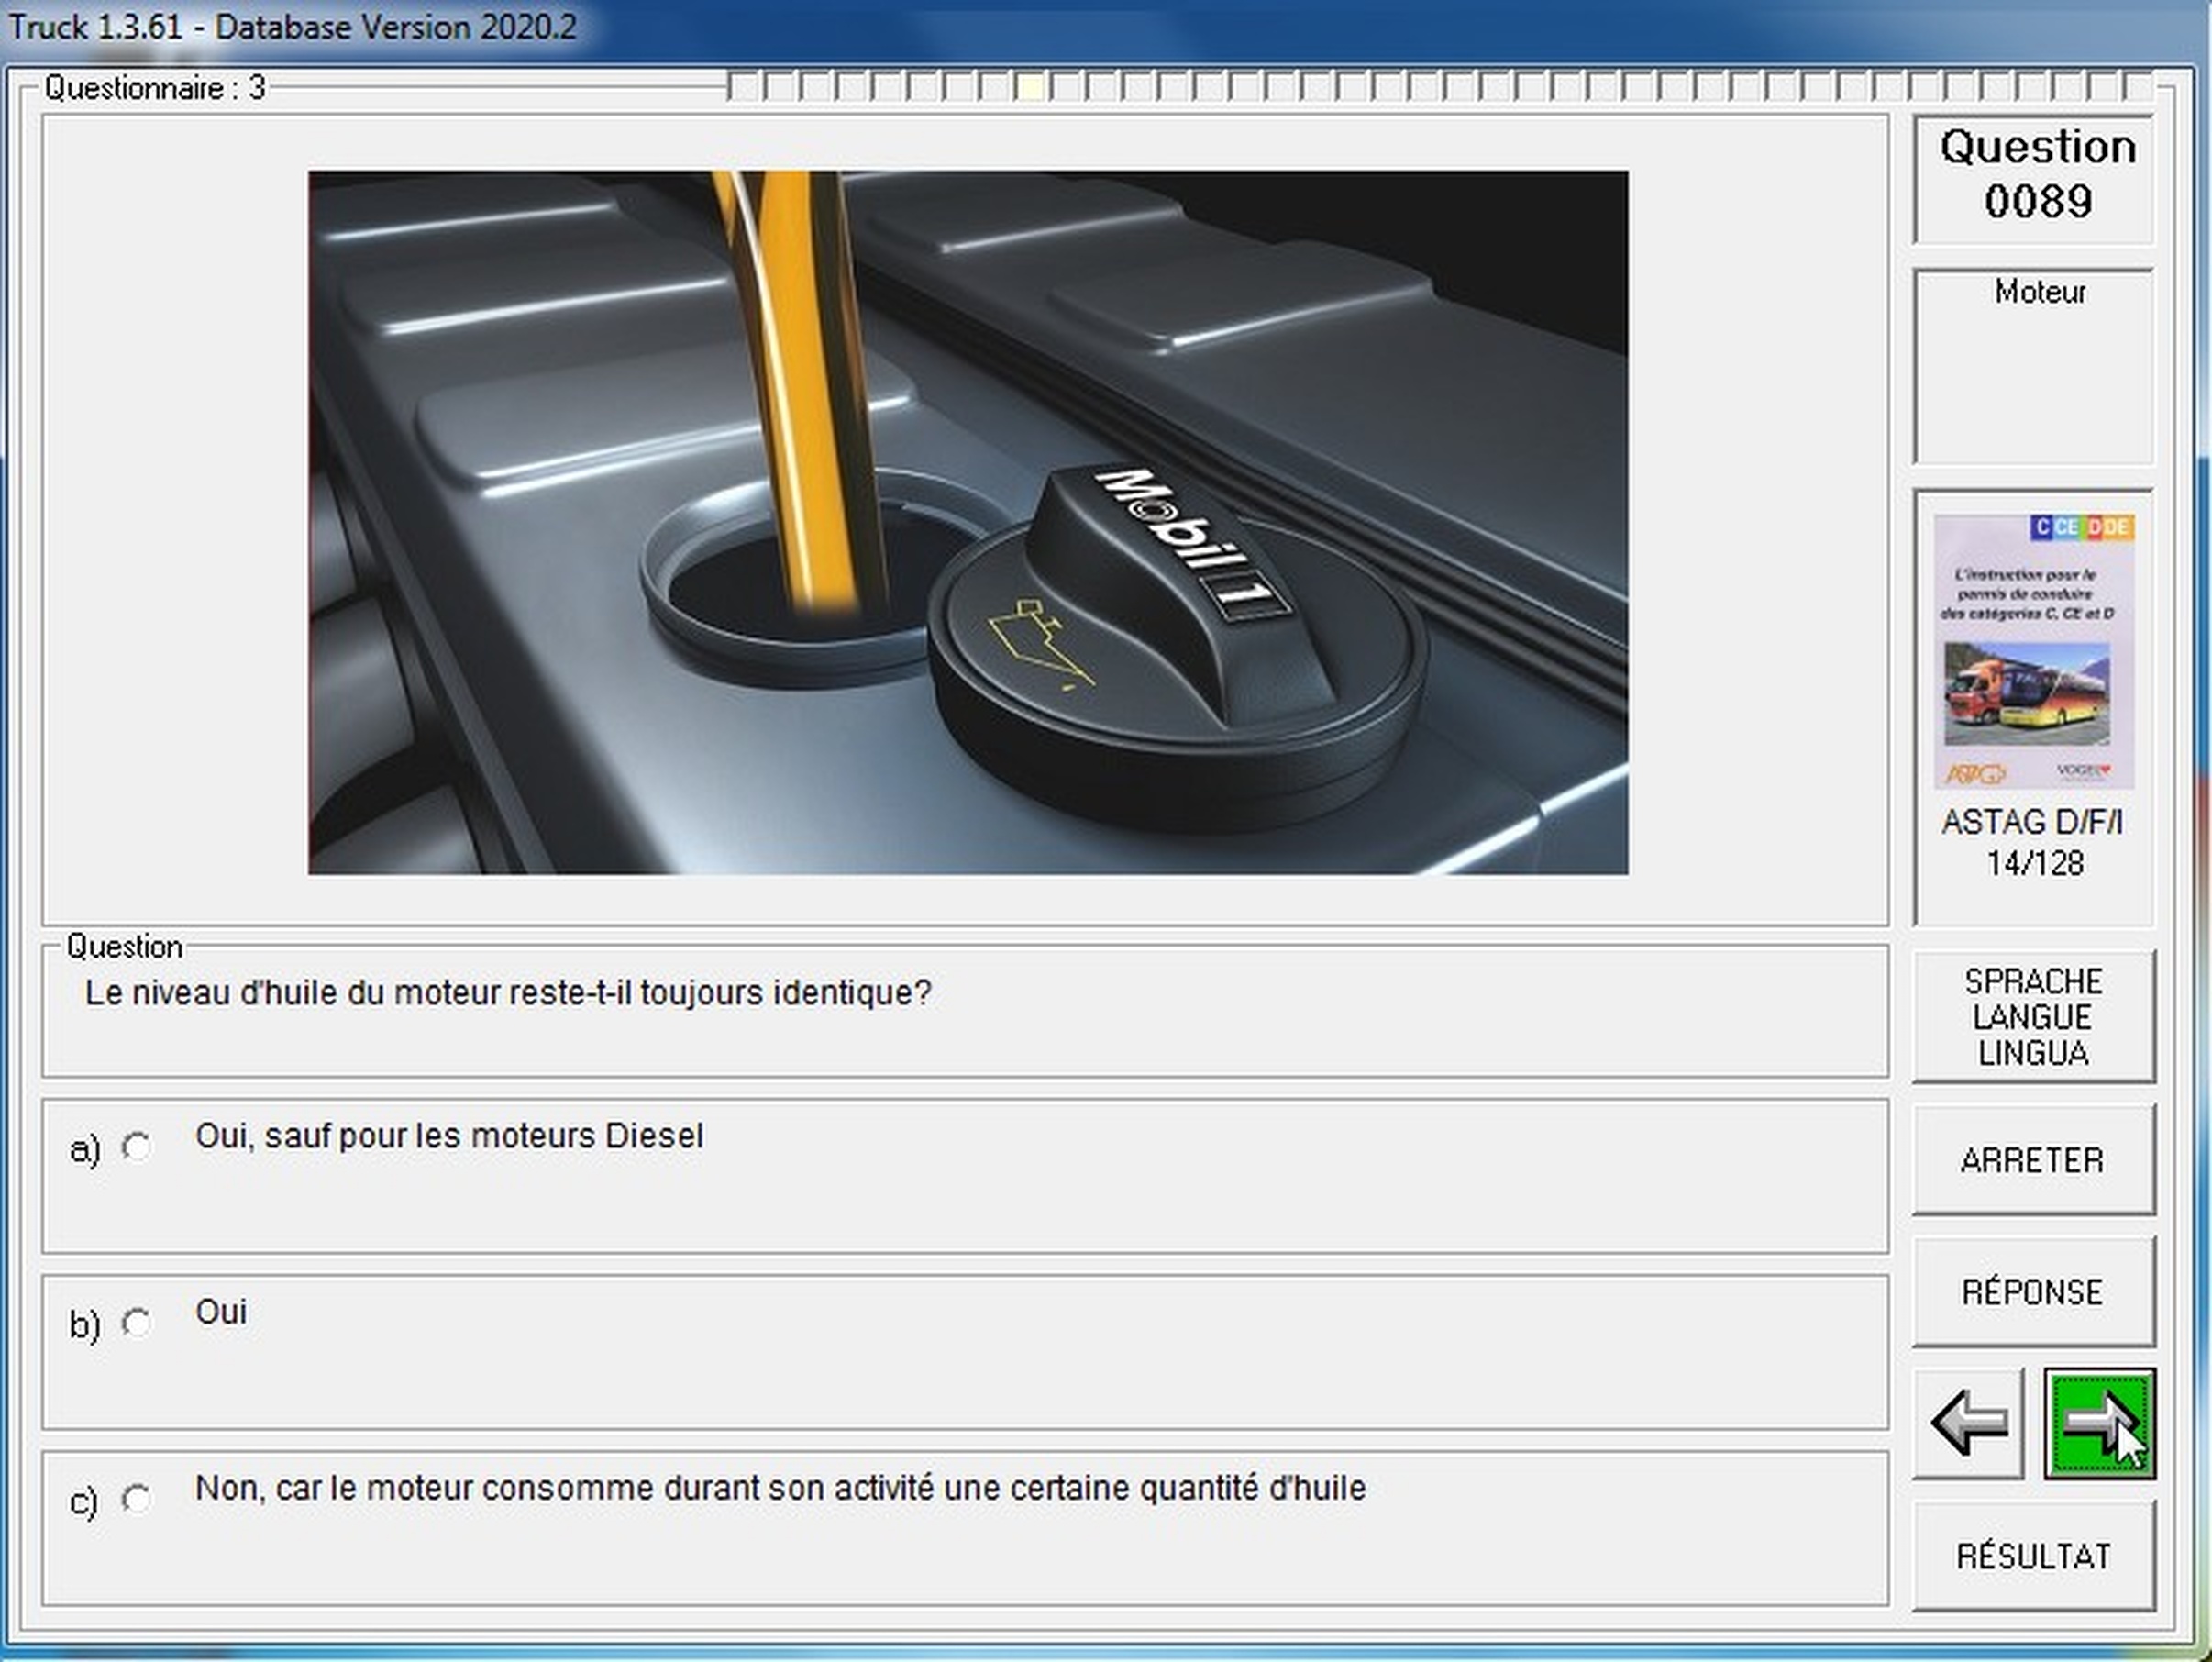 Truck 1.3.61 - Database Version 2020.2
Questionnaire : 3
Question
0089
Moteur
Mobil 1
C CE D DE
L'instruction pour le
permis de conduire
des catégories C, CE et D
ASTAG
VOGEL
ASTAG D/F/I
14/128
Question
Le niveau d'huile du moteur reste-t-il toujours identique?
SPRACHE
LANGUE
LINGUA
a) Oui, sauf pour les moteurs Diesel
ARRETER
b) Oui
RÉPONSE
c) Non, car le moteur consomme durant son activité une certaine quantité d'huile
RÉSULTAT